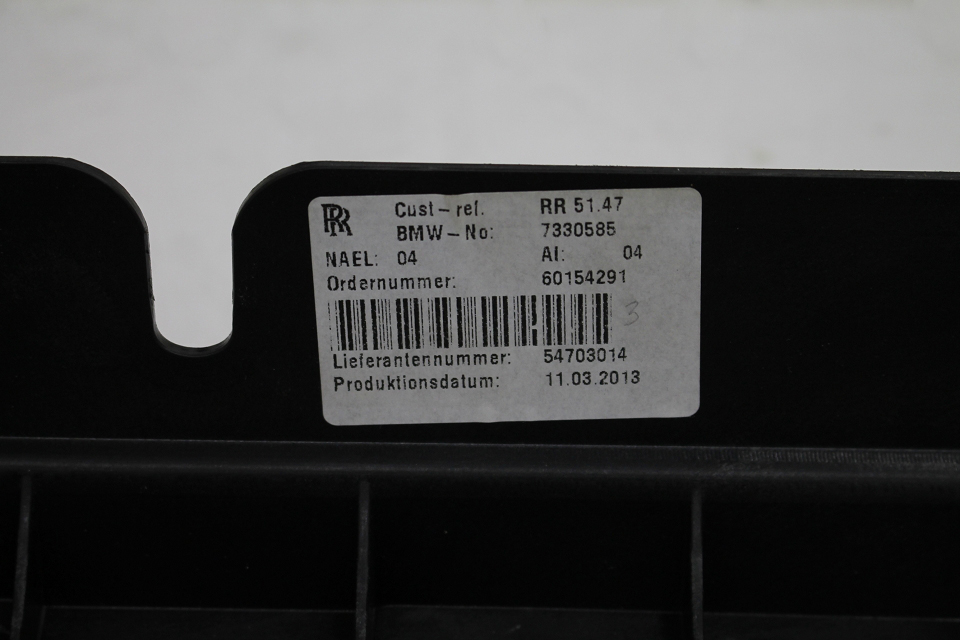 RR Cust-ref. RR 51.47
BMW-No: 7330585
NAEL: 04 AI: 04
Ordernummer: 60154291
3
Lieferantennummer: 54703014
Produktionsdatum: 11.03.2013